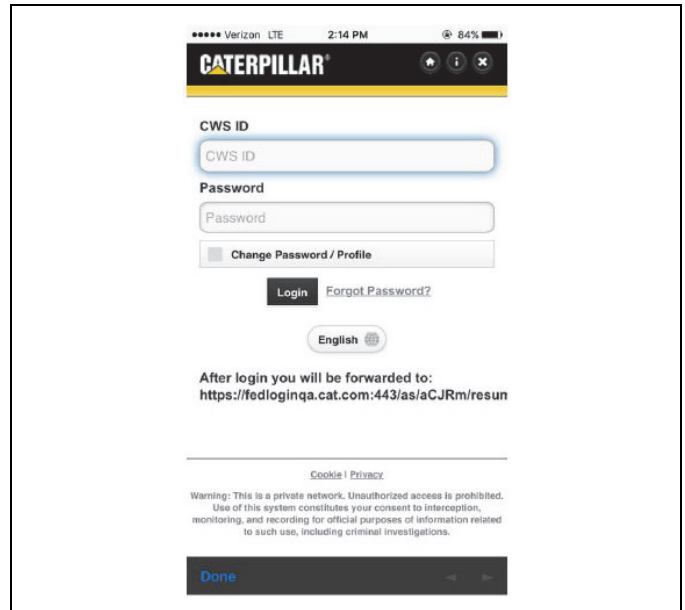 Verizon LTE 2:14 PM 84%
CATERPILLAR®
CWS ID
CWS ID
Password
Password
Change Password / Profile
Login Forgot Password?
English
After login you will be forwarded to:
https://fedloginqa.cat.com:443/as/aCJRm/resum
Cookie | Privacy
Warning: This is a private network. Unauthorized access is prohibited.
Use of this system constitutes your consent to interception,
monitoring, and recording for official purposes of information related
to such use, including criminal investigations.
Done